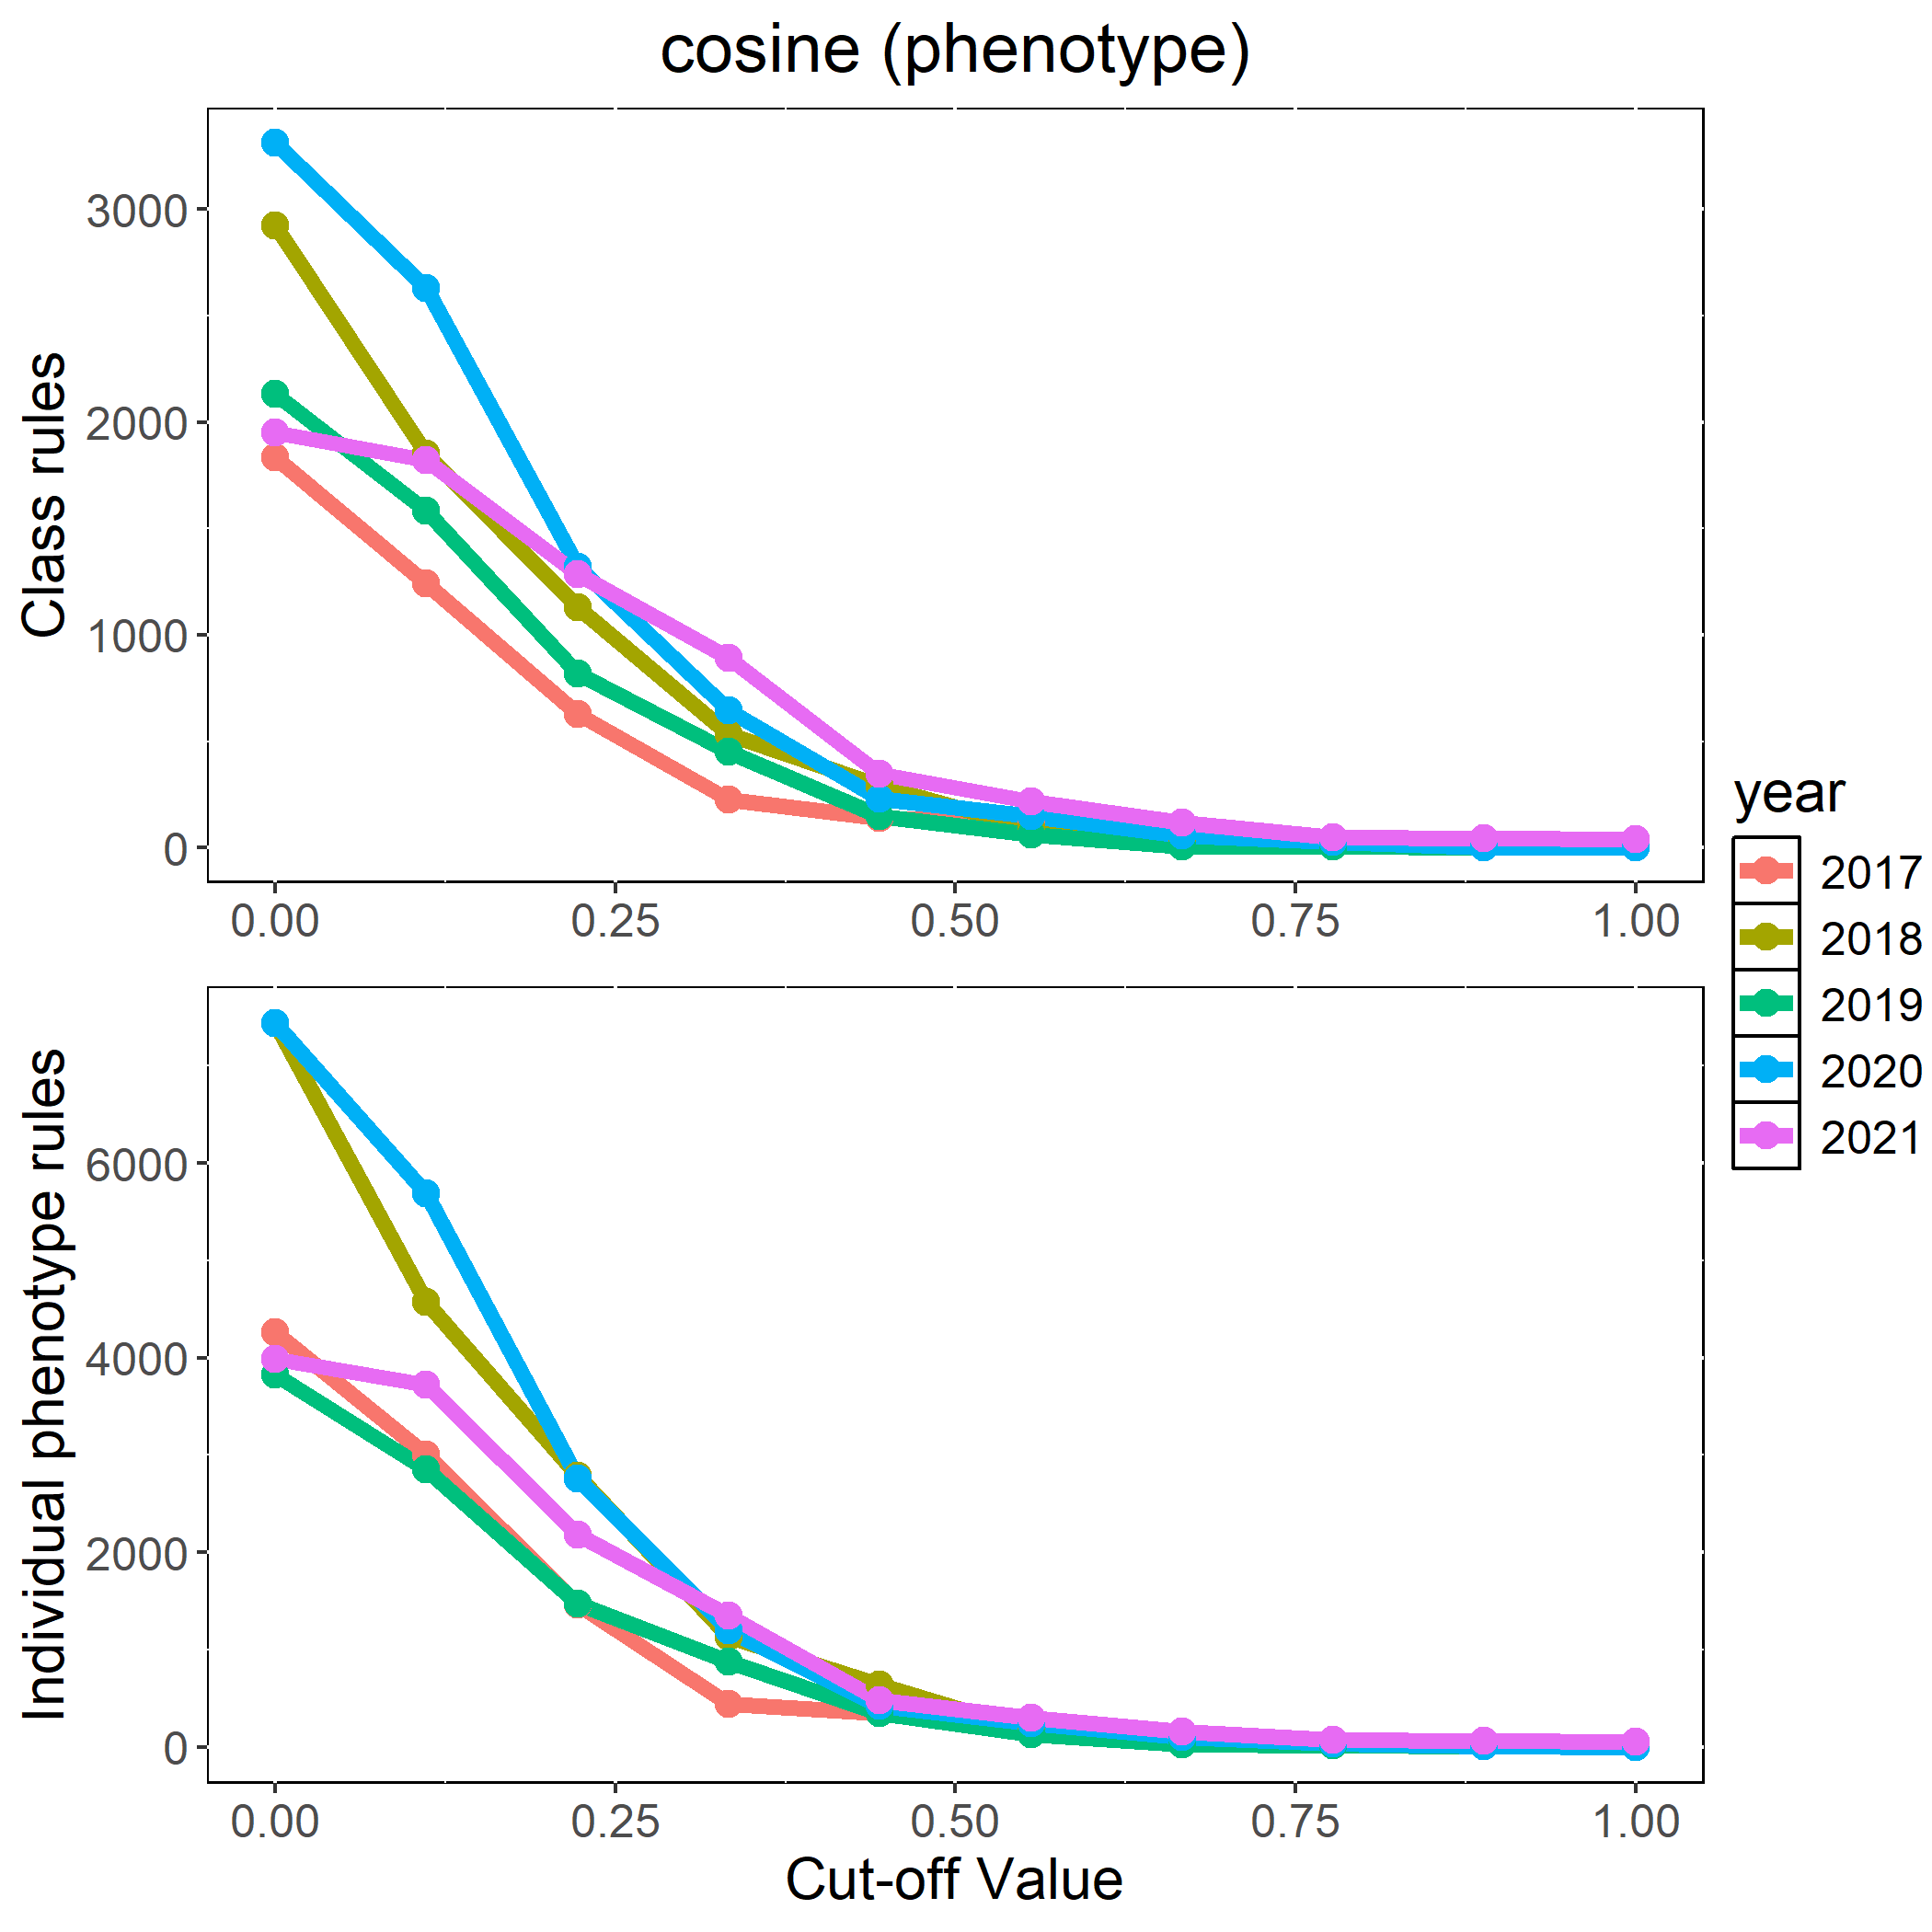 cosine (phenotype)
Class rules
3000
2000
1000
0
0.00 0.25 0.50 0.75 1.00
Individual phenotype rules
6000
4000
2000
0
0.00 0.25 0.50 0.75 1.00
Cut-off Value
year
2017
2018
2019
2020
2021